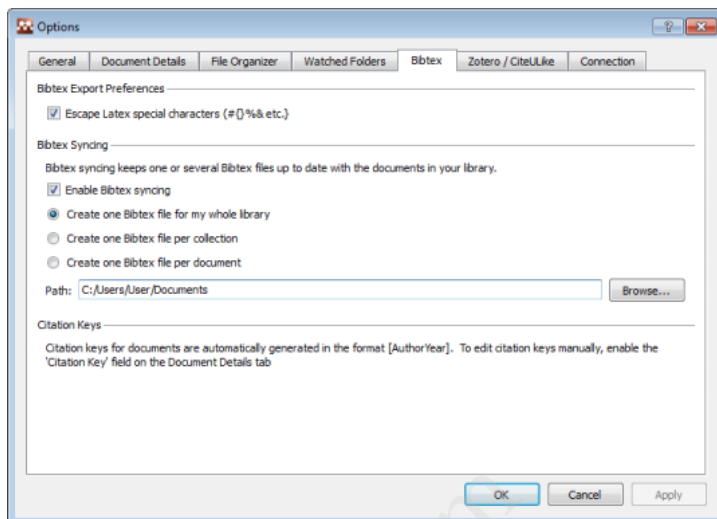 Options
General Document Details File Organizer Watched Folders Bibtex Zotero / CiteULike Connection
Bibtex Export Preferences
Escape Latex special characters (#{}%& etc.}
Bibtex Syncing
Bibtex syncing keeps one or several Bibtex files up to date with the documents in your library.
Enable Bibtex syncing
Create one Bibtex file for my whole library
Create one Bibtex file per collection
Create one Bibtex file per document
Path: C:/Users/User/Documents Browse...
Citation Keys
Citation keys for documents are automatically generated in the format [AuthorYear]. To edit citation keys manually, enable the
'Citation Key' field on the Document Details tab
OK Cancel Apply